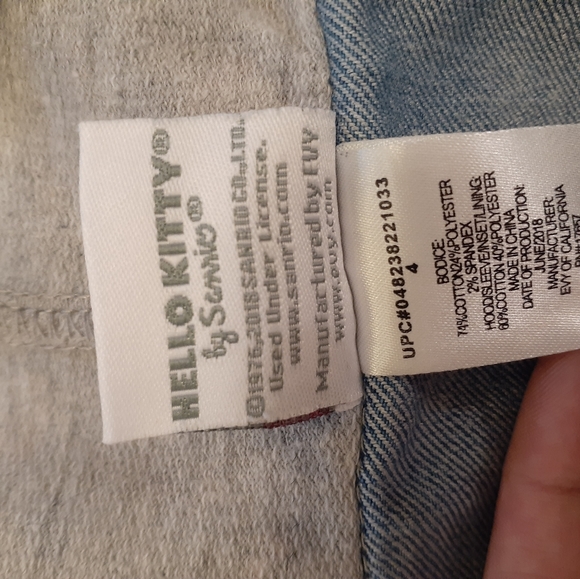 HELLO KITTY®
by Sanrio®
©1976,2018 SANRIO CO.,LTD.
Used Under License.
www.sanrio.com
Manufactured by EVY
www.evy.com
UPC#048238221033
4
BODICE:
74%COTTON24%POLYESTER
2% SPANDEX
HOOD/SLEEVE/INSET/LINING:
60%COTTON 40%POLYESTER
MADE IN CHINA
DATE OF PRODUCTION:
JUNE/2018
MANUFACTURER:
EVY OF CALIFORNIA